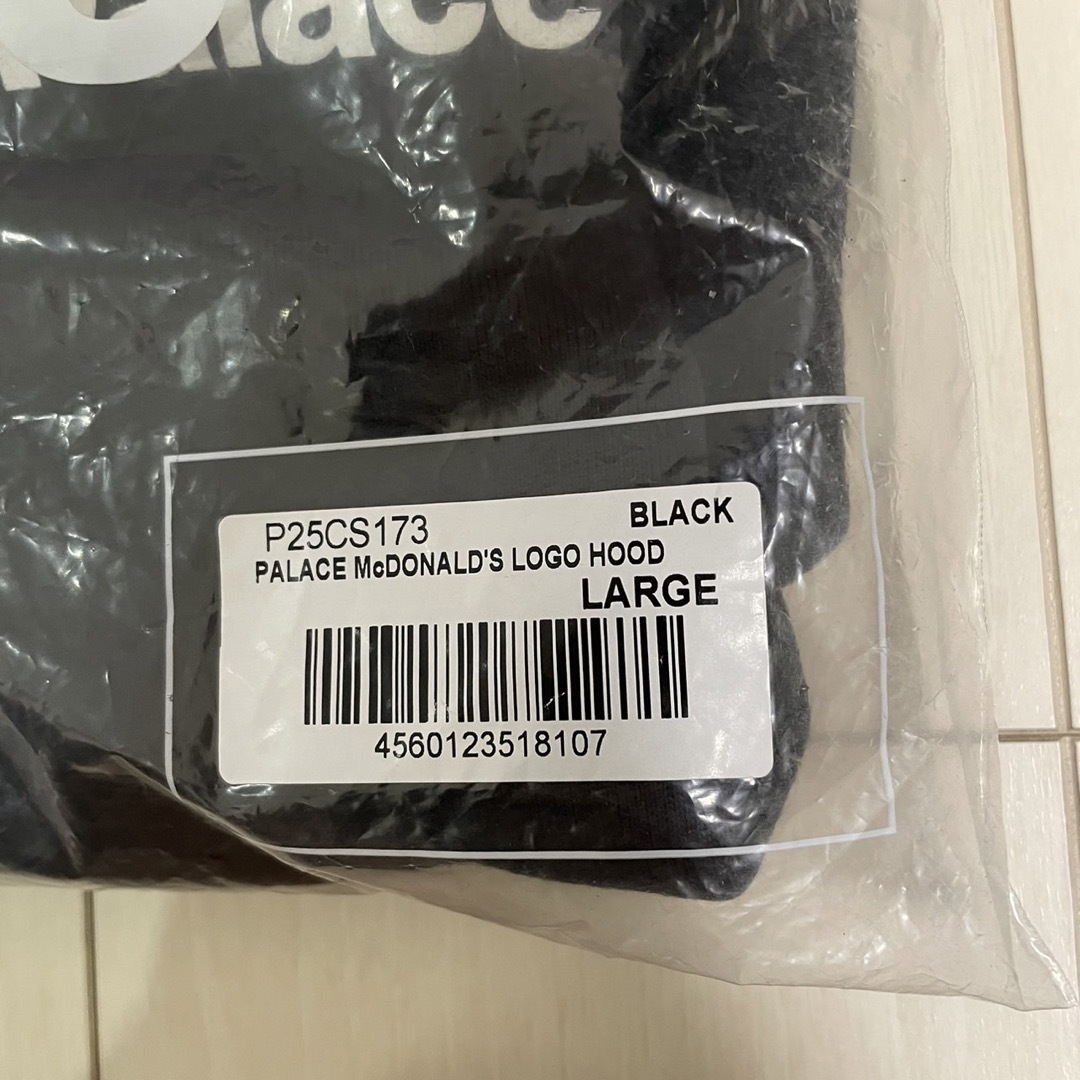 P25CS173 BLACK
PALACE McDONALD'S LOGO HOOD
LARGE
4560123518107